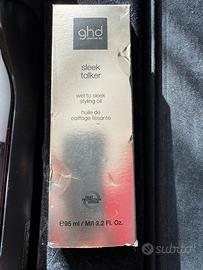 ghd
sleek
talker
wet to sleek
styling oil
huile de
coiffage lissante
℮95 ml / Ml 3.2 Fl. Oz.
subito